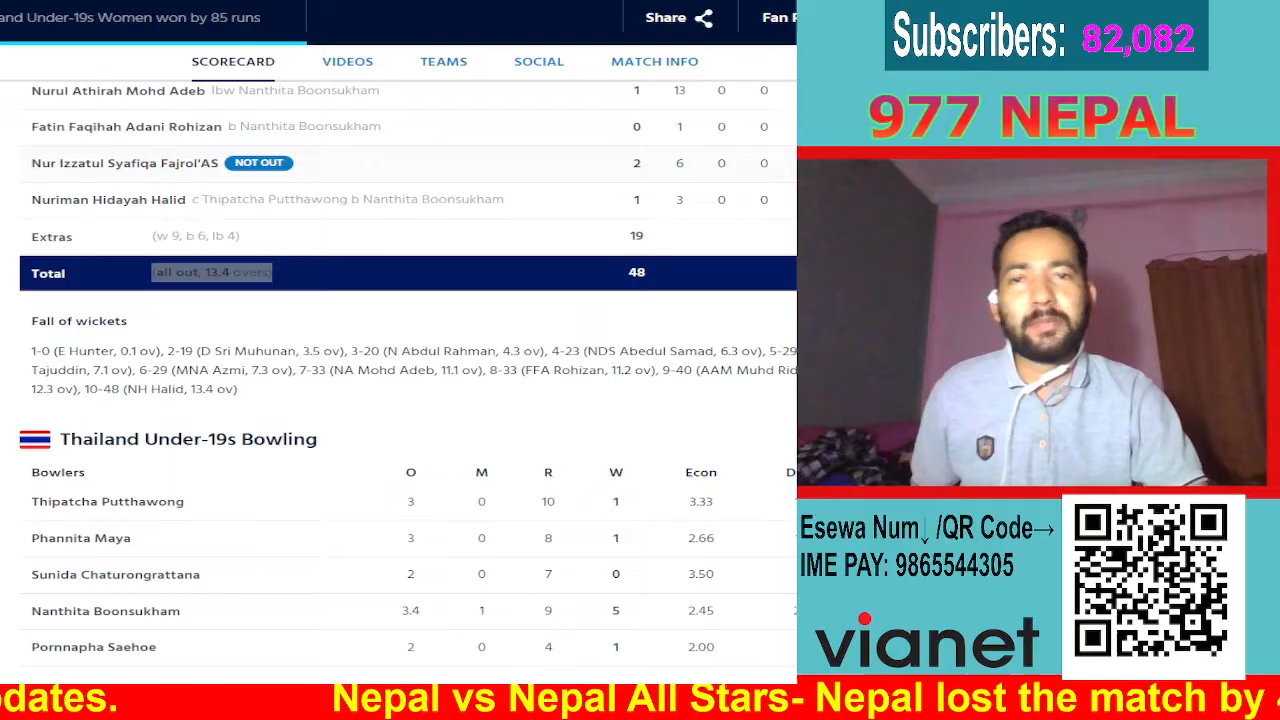 and Under-19s Women won by 85 runs
Share
Fan
SCORECARD VIDEOS TEAMS SOCIAL MATCH INFO
Nurul Athirah Mohd Adeb lbw Nanthita Boonsukham 1 13 0 0
Fatin Faqihah Adani Rohizan b Nanthita Boonsukham 0 1 0 0
Nur Izzatul Syafiqa Fajrol'AS NOT OUT 2 6 0 0
Nuriman Hidayah Halid c Thipatcha Putthawong b Nanthita Boonsukham 1 3 0 0
Extras (w 9, b 6, lb 4) 19
Total (all out, 13.4 overs) 48
Fall of wickets
1-0 (E Hunter, 0.1 ov), 2-19 (D Sri Muhunan, 3.5 ov), 3-20 (N Abdul Rahman, 4.3 ov), 4-23 (NDS Abedul Samad, 6.3 ov), 5-29
Tajuddin, 7.1 ov), 6-29 (MNA Azmi, 7.3 ov), 7-33 (NA Mohd Adeb, 11.1 ov), 8-33 (FFA Rohizan, 11.2 ov), 9-40 (AAM Muhd Rid
12.3 ov), 10-48 (NH Halid, 13.4 ov)
Thailand Under-19s Bowling
Bowlers O M R W Econ D
Thipatcha Putthawong 3 0 10 1 3.33
Phannita Maya 3 0 8 1 2.66
Sunida Chaturongrattana 2 0 7 0 3.50
Nanthita Boonsukham 3.4 1 9 5 2.45
Pornnapha Saehoe 2 0 4 1 2.00
Subscribers: 82,082
977 NEPAL
Esewa Num↓ /QR Code→
IME PAY: 9865544305
vianet
dates. Nepal vs Nepal All Stars- Nepal lost the match by